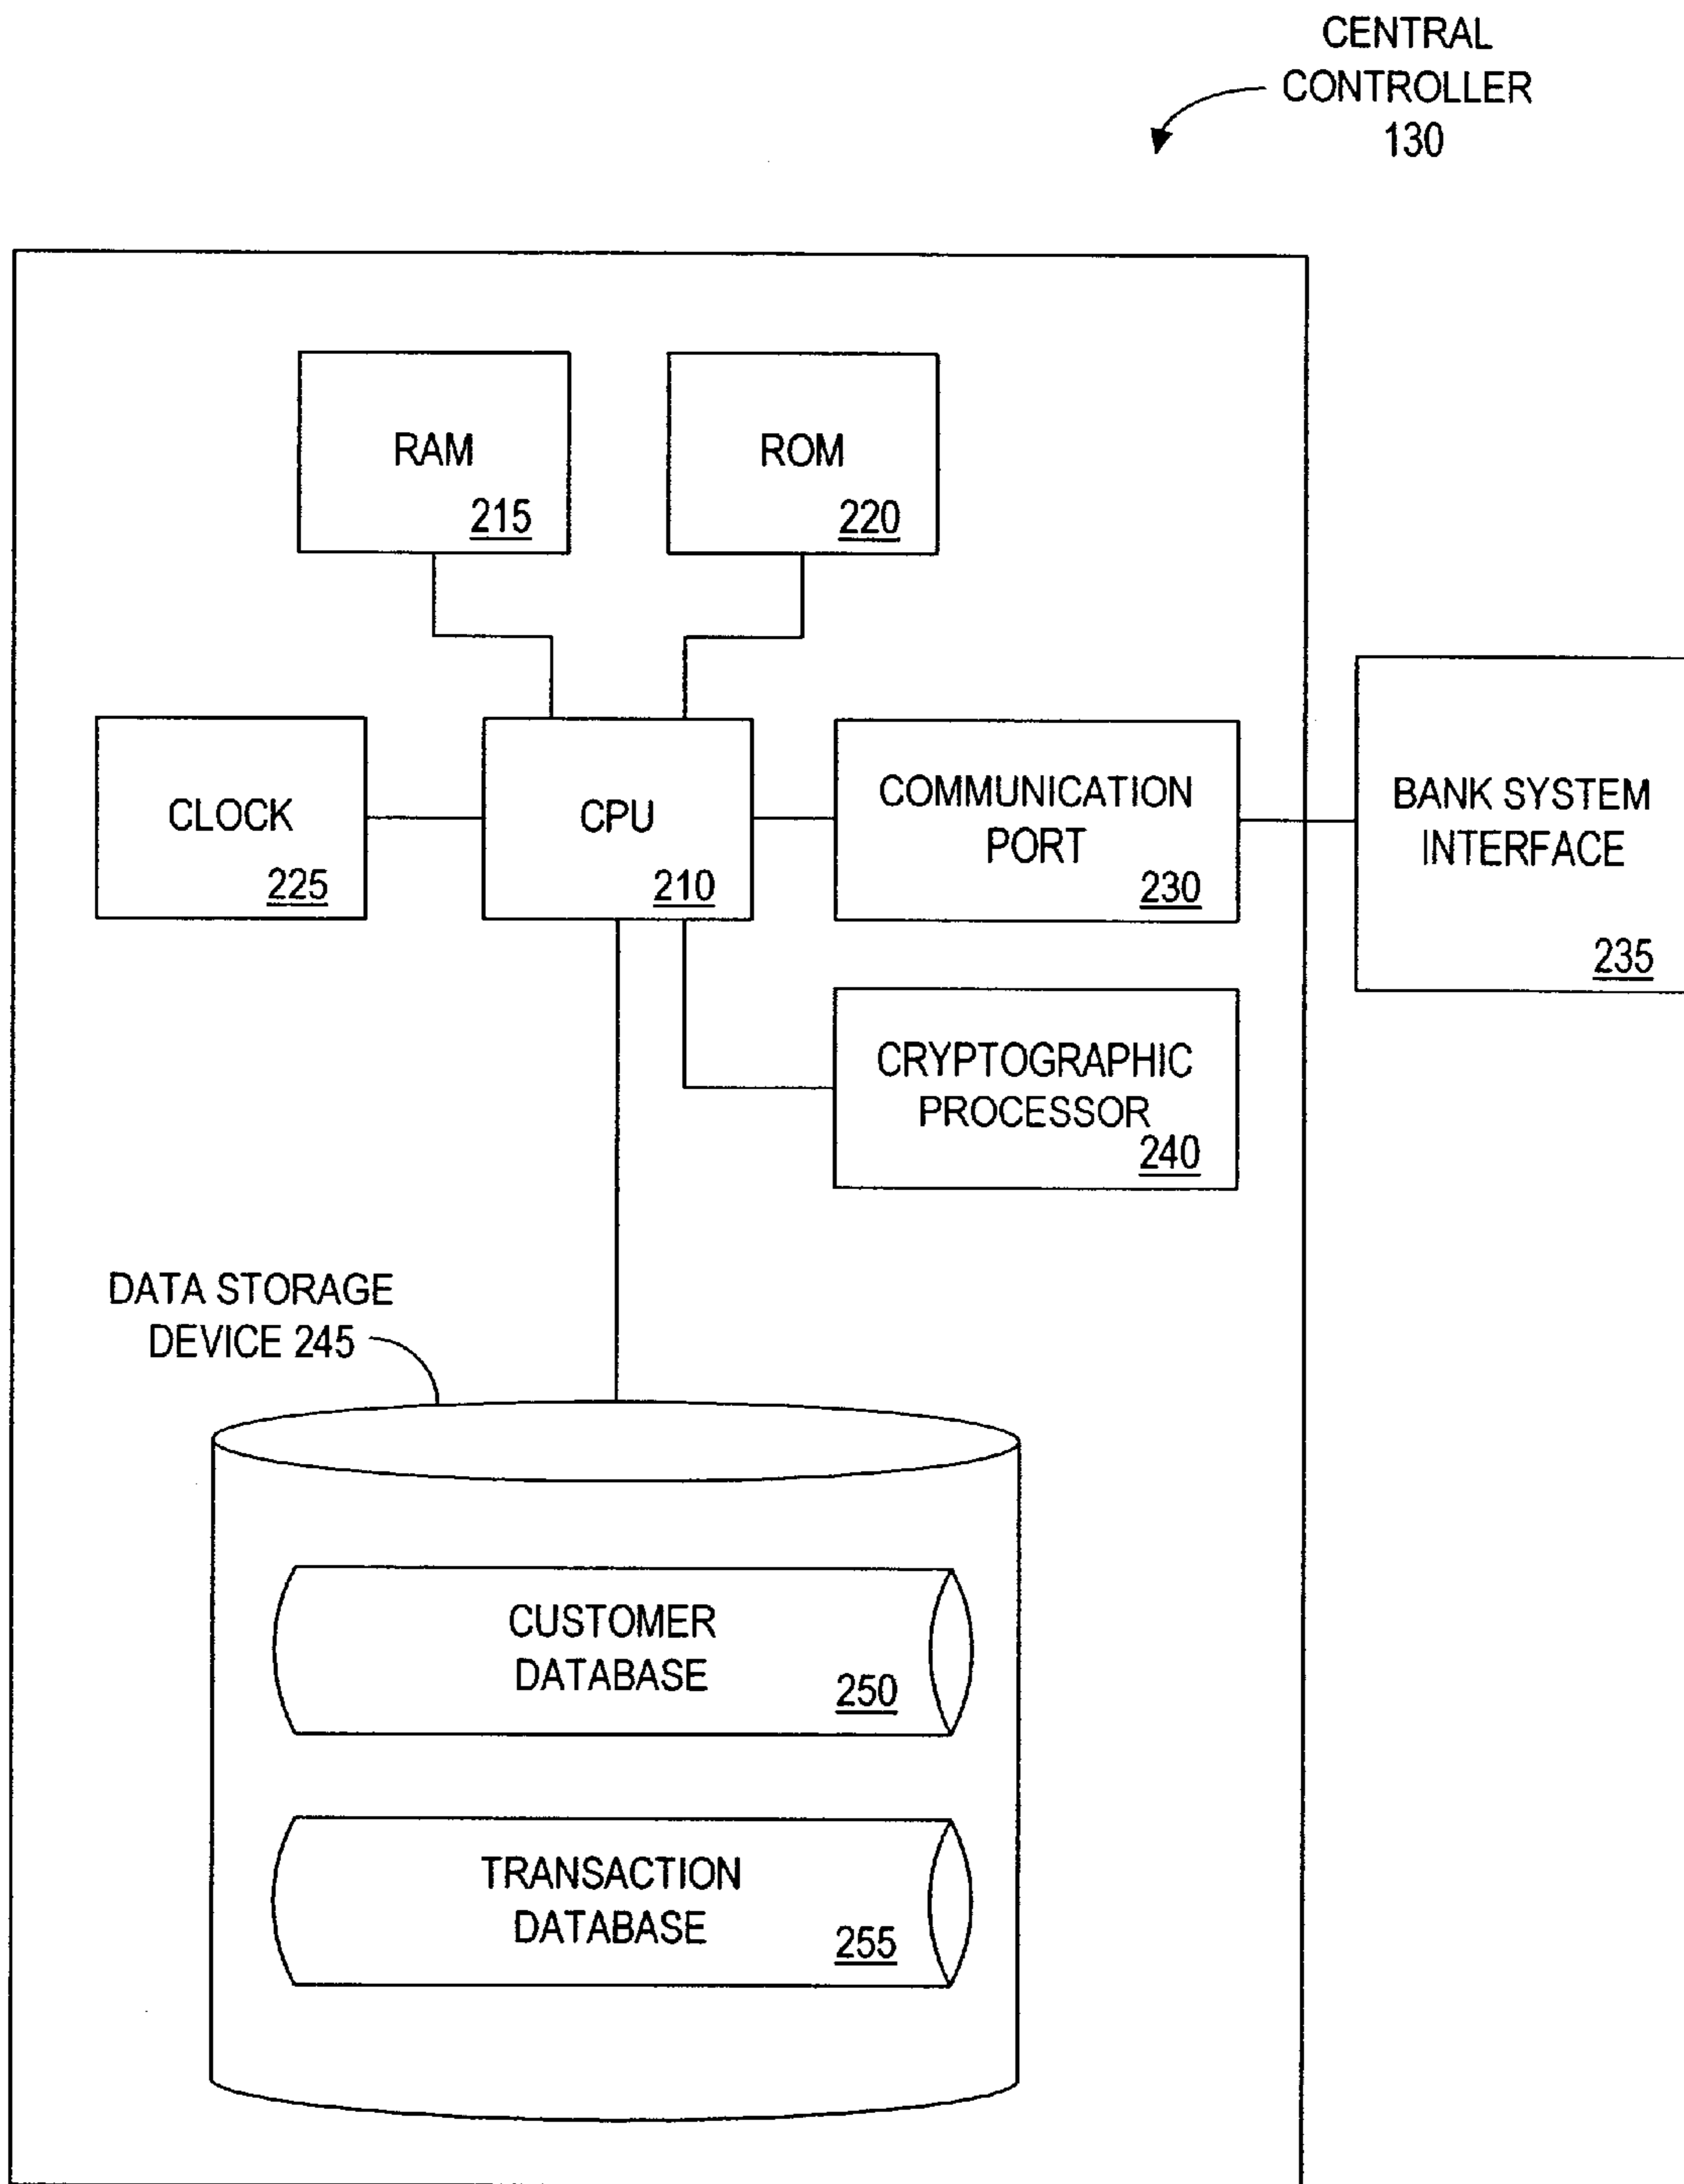 CENTRAL
CONTROLLER
130
RAM
215
ROM
220
CLOCK
225
CPU
210
COMMUNICATION
PORT
230
BANK SYSTEM
INTERFACE
235
CRYPTOGRAPHIC
PROCESSOR
240
DATA STORAGE
DEVICE 245
CUSTOMER
DATABASE
250
TRANSACTION
DATABASE
255